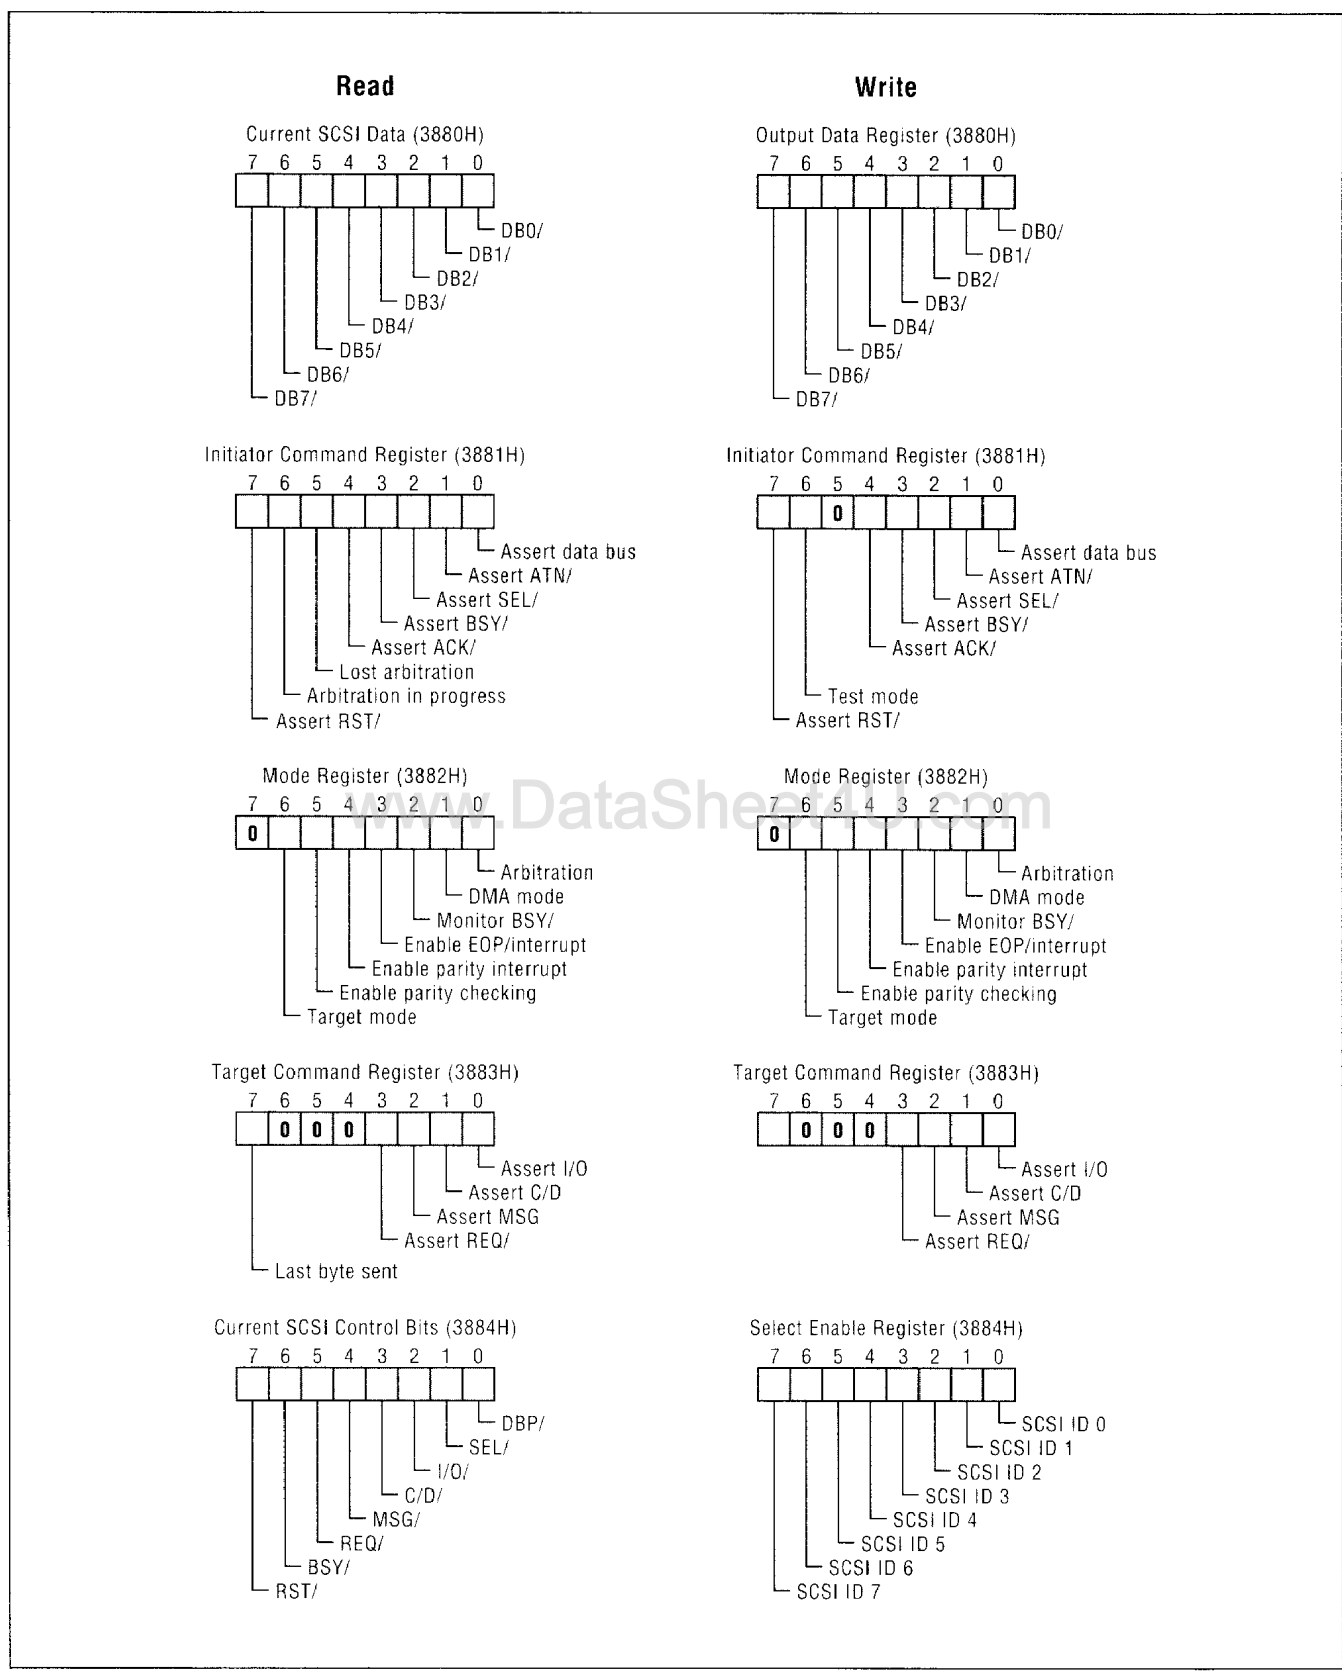 Read
Current SCSI Data (3880H)
7 6 5 4 3 2 1 0
DB0/
DB1/
DB2/
DB3/
DB4/
DB5/
DB6/
DB7/
Initiator Command Register (3881H)
7 6 5 4 3 2 1 0
Assert data bus
Assert ATN/
Assert SEL/
Assert BSY/
Assert ACK/
Lost arbitration
Arbitration in progress
Assert RST/
Mode Register (3882H)
7 6 5 4 3 2 1 0
0
Arbitration
DMA mode
Monitor BSY/
Enable EOP/interrupt
Enable parity interrupt
Enable parity checking
Target mode
Target Command Register (3883H)
7 6 5 4 3 2 1 0
0 0 0
Assert I/O
Assert C/D
Assert MSG
Assert REQ/
Last byte sent
Current SCSI Control Bits (3884H)
7 6 5 4 3 2 1 0
DBP/
SEL/
I/O/
C/D/
MSG/
REQ/
BSY/
RST/
Write
Output Data Register (3880H)
7 6 5 4 3 2 1 0
DB0/
DB1/
DB2/
DB3/
DB4/
DB5/
DB6/
DB7/
Initiator Command Register (3881H)
7 6 5 4 3 2 1 0
0
Assert data bus
Assert ATN/
Assert SEL/
Assert BSY/
Assert ACK/
Test mode
Assert RST/
Mode Register (3882H)
7 6 5 4 3 2 1 0
0
Arbitration
DMA mode
Monitor BSY/
Enable EOP/interrupt
Enable parity interrupt
Enable parity checking
Target mode
Target Command Register (3883H)
7 6 5 4 3 2 1 0
0 0 0
Assert I/O
Assert C/D
Assert MSG
Assert REQ/
Select Enable Register (3884H)
7 6 5 4 3 2 1 0
SCSI ID 0
SCSI ID 1
SCSI ID 2
SCSI ID 3
SCSI ID 4
SCSI ID 5
SCSI ID 6
SCSI ID 7
www.DataSheet4U.com